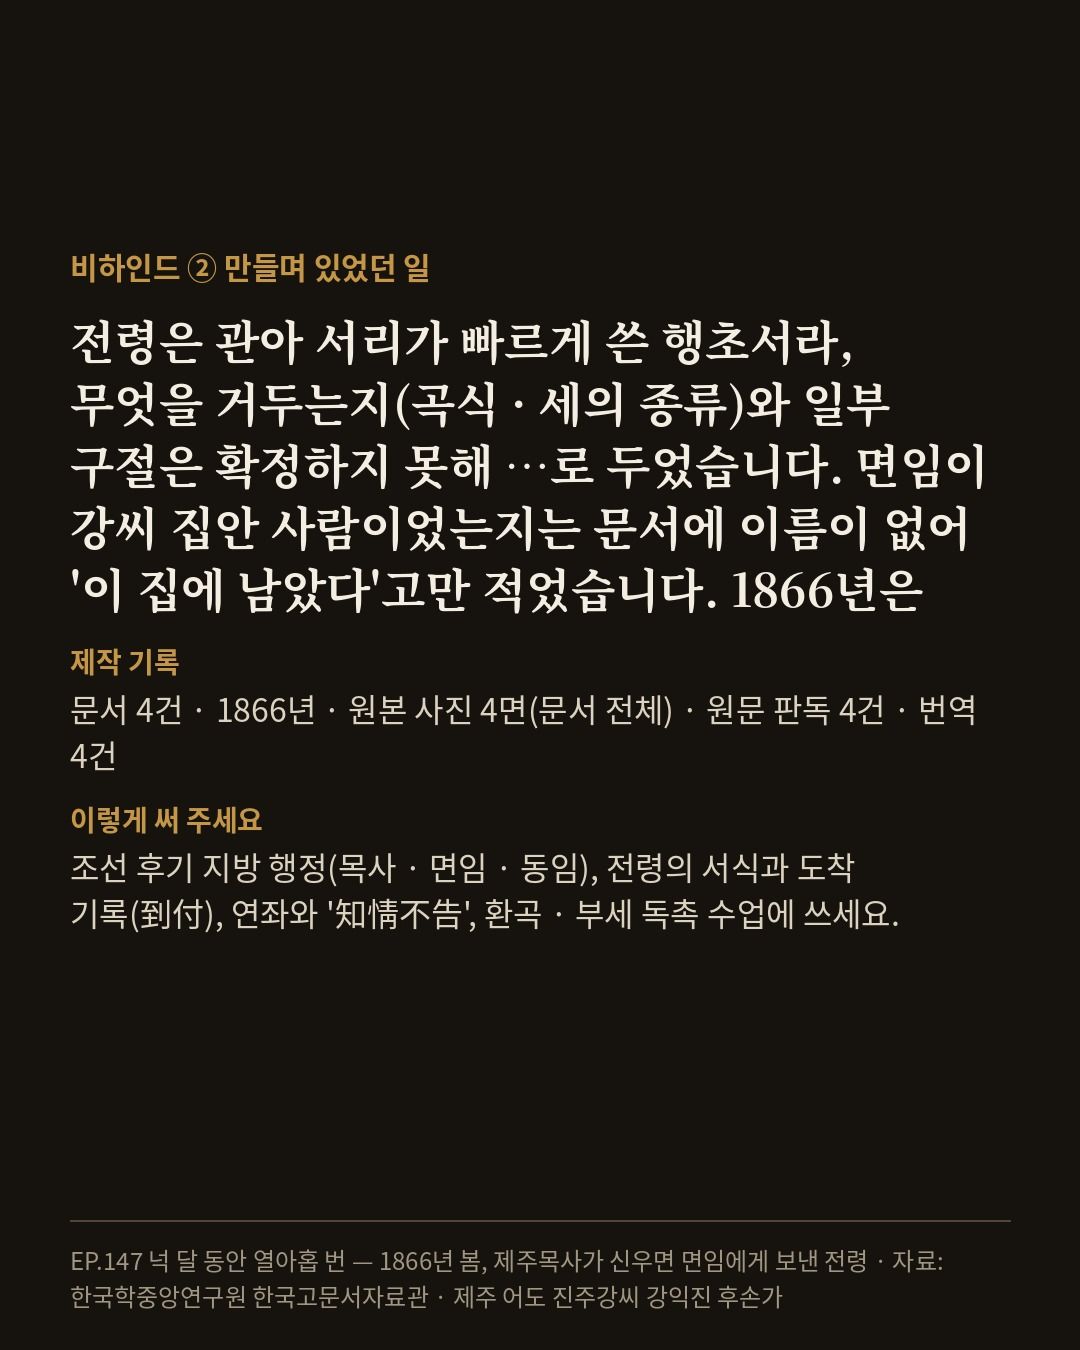 비하인드 ② 만들며 있었던 일
전령은 관아 서리가 빠르게 쓴 행초서라,
무엇을 거두는지(곡식 · 세의 종류)와 일부
구절은 확정하지 못해 …로 두었습니다. 면임이
강씨 집안 사람이었는지는 문서에 이름이 없어
'이 집에 남았다'고만 적었습니다. 1866년은
제작 기록
문서 4건 · 1866년 · 원본 사진 4면(문서 전체) · 원문 판독 4건 · 번역
4건
이렇게 써 주세요
조선 후기 지방 행정(목사 · 면임 · 동임), 전령의 서식과 도착
기록(到付), 연좌와 '知情不告', 환곡 · 부세 독촉 수업에 쓰세요.
EP.147 넉 달 동안 열아홉 번 — 1866년 봄, 제주목사가 신우면 면임에게 보낸 전령 · 자료:
한국학중앙연구원 한국고문서자료관 · 제주 어도 진주강씨 강익진 후손가